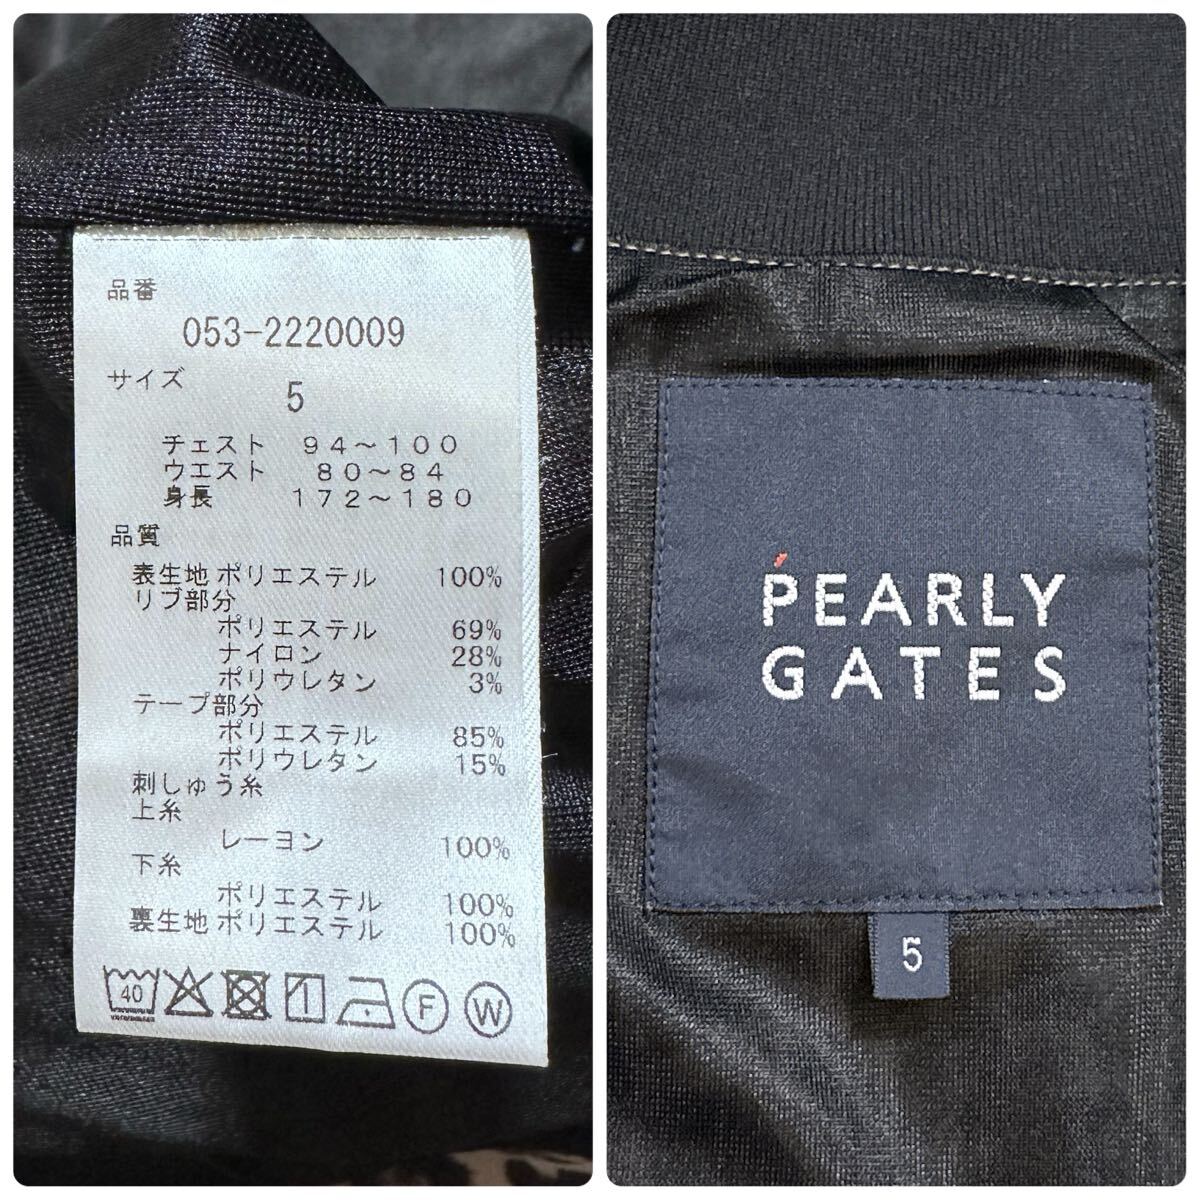 品番
053-2220009
サイズ
5
チェスト 94～100
ウエスト 80～84
身長 172～180
品質
表生地 ポリエステル 100%
リブ部分
ポリエステル 69%
ナイロン 28%
ポリウレタン 3%
テープ部分
ポリエステル 85%
ポリウレタン 15%
刺しゅう糸
上糸
レーヨン 100%
下糸
ポリエステル 100%
裏生地 ポリエステル 100%
40 F W
PEARLY
GATES
5